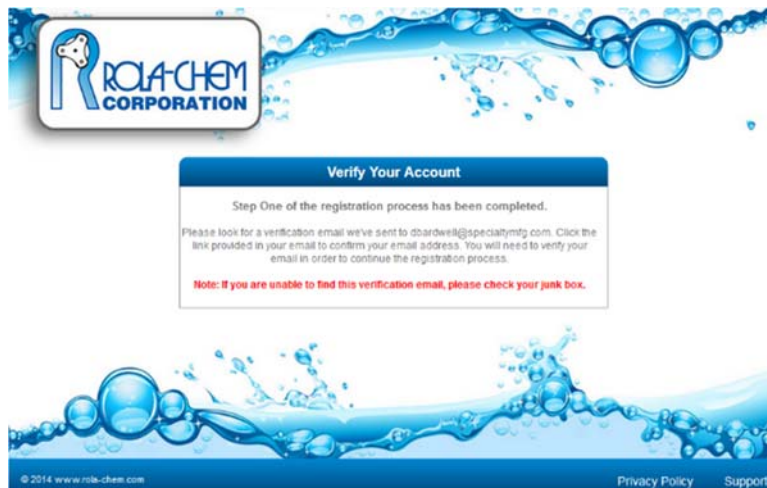 ROLA-CHEM
CORPORATION
Verify Your Account
Step One of the registration process has been completed.
Please look for a verification email we've sent to dbardwell@specialtymfg.com. Click the
link provided in your email to confirm your email address. You will need to verify your
email in order to continue the registration process.
Note: If you are unable to find this verification email, please check your junk box.
© 2014 www.rola-chem.com
Privacy Policy Support